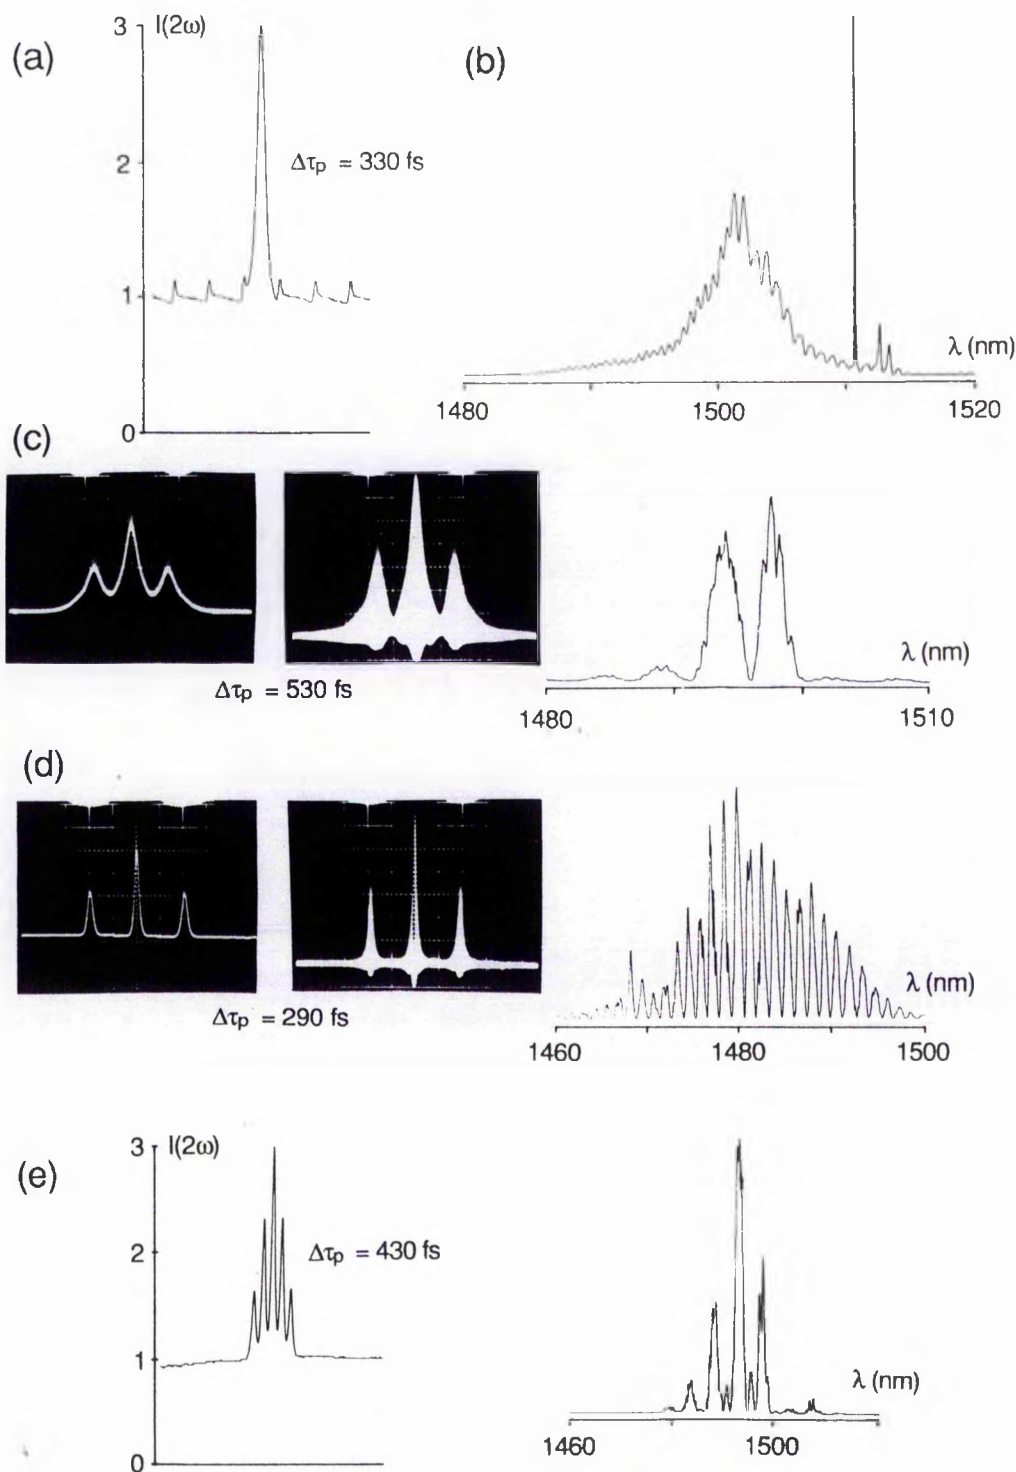 (a)
I(2ω)
3
2
1
0
Δτp = 330 fs
(b)
λ (nm)
1480
1500
1520
(c)
Δτp = 530 fs
λ (nm)
1480
1510
(d)
Δτp = 290 fs
λ (nm)
1460
1480
1500
(e)
I(2ω)
3
2
1
0
Δτp = 430 fs
λ (nm)
1460
1500